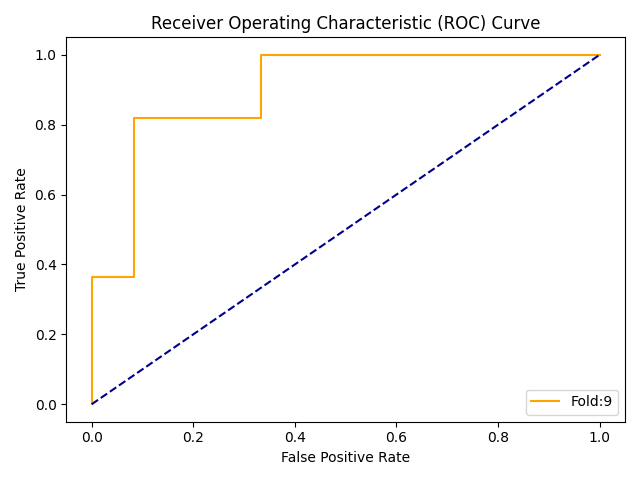 Receiver Operating Characteristic (ROC) Curve
True Positive Rate
1.0
0.8
0.6
0.4
0.2
0.0
0.0 0.2 0.4 0.6 0.8 1.0
False Positive Rate
Fold:9